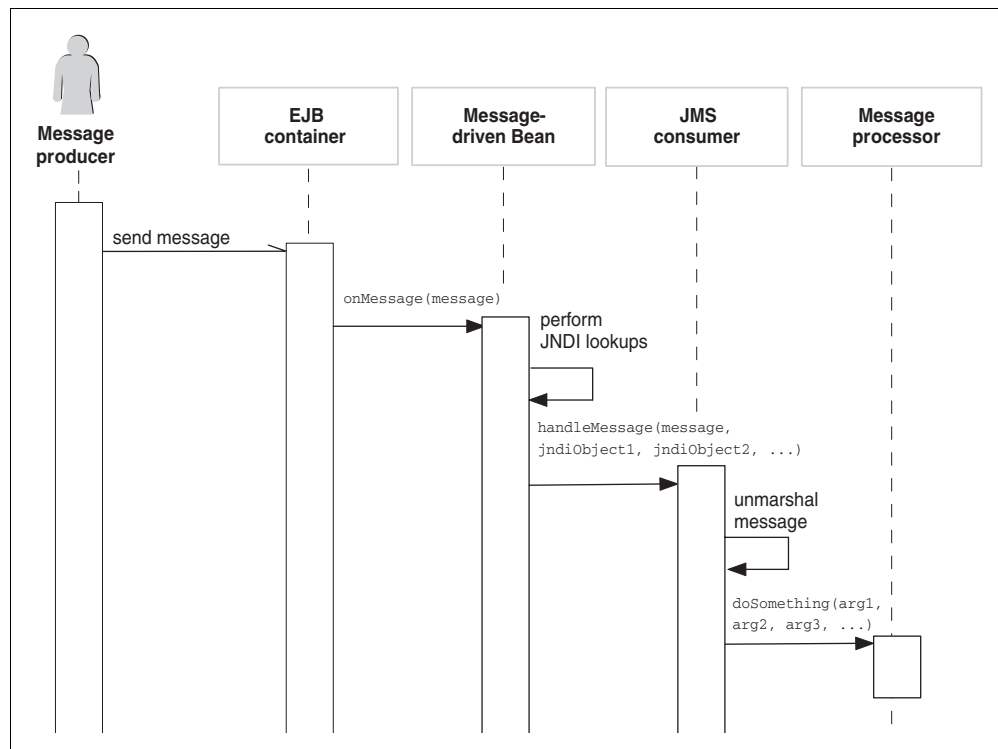 Message
producer
EJB
container
Message-
driven Bean
JMS
consumer
Message
processor
send message
onMessage(message)
perform
JNDI lookups
handleMessage(message,
jndiObject1, jndiObject2, ...)
unmarshal
message
doSomething(arg1,
arg2, arg3, ...)